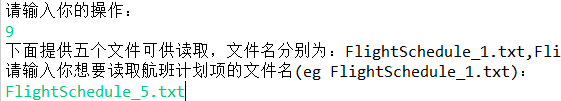 请输入你的操作：
9
下面提供五个文件可供读取，文件名分别为：FlightSchedule_1.txt,Fli
请输入你想要读取航班计划项的文件名(eg FlightSchedule_1.txt)：
FlightSchedule_5.txt